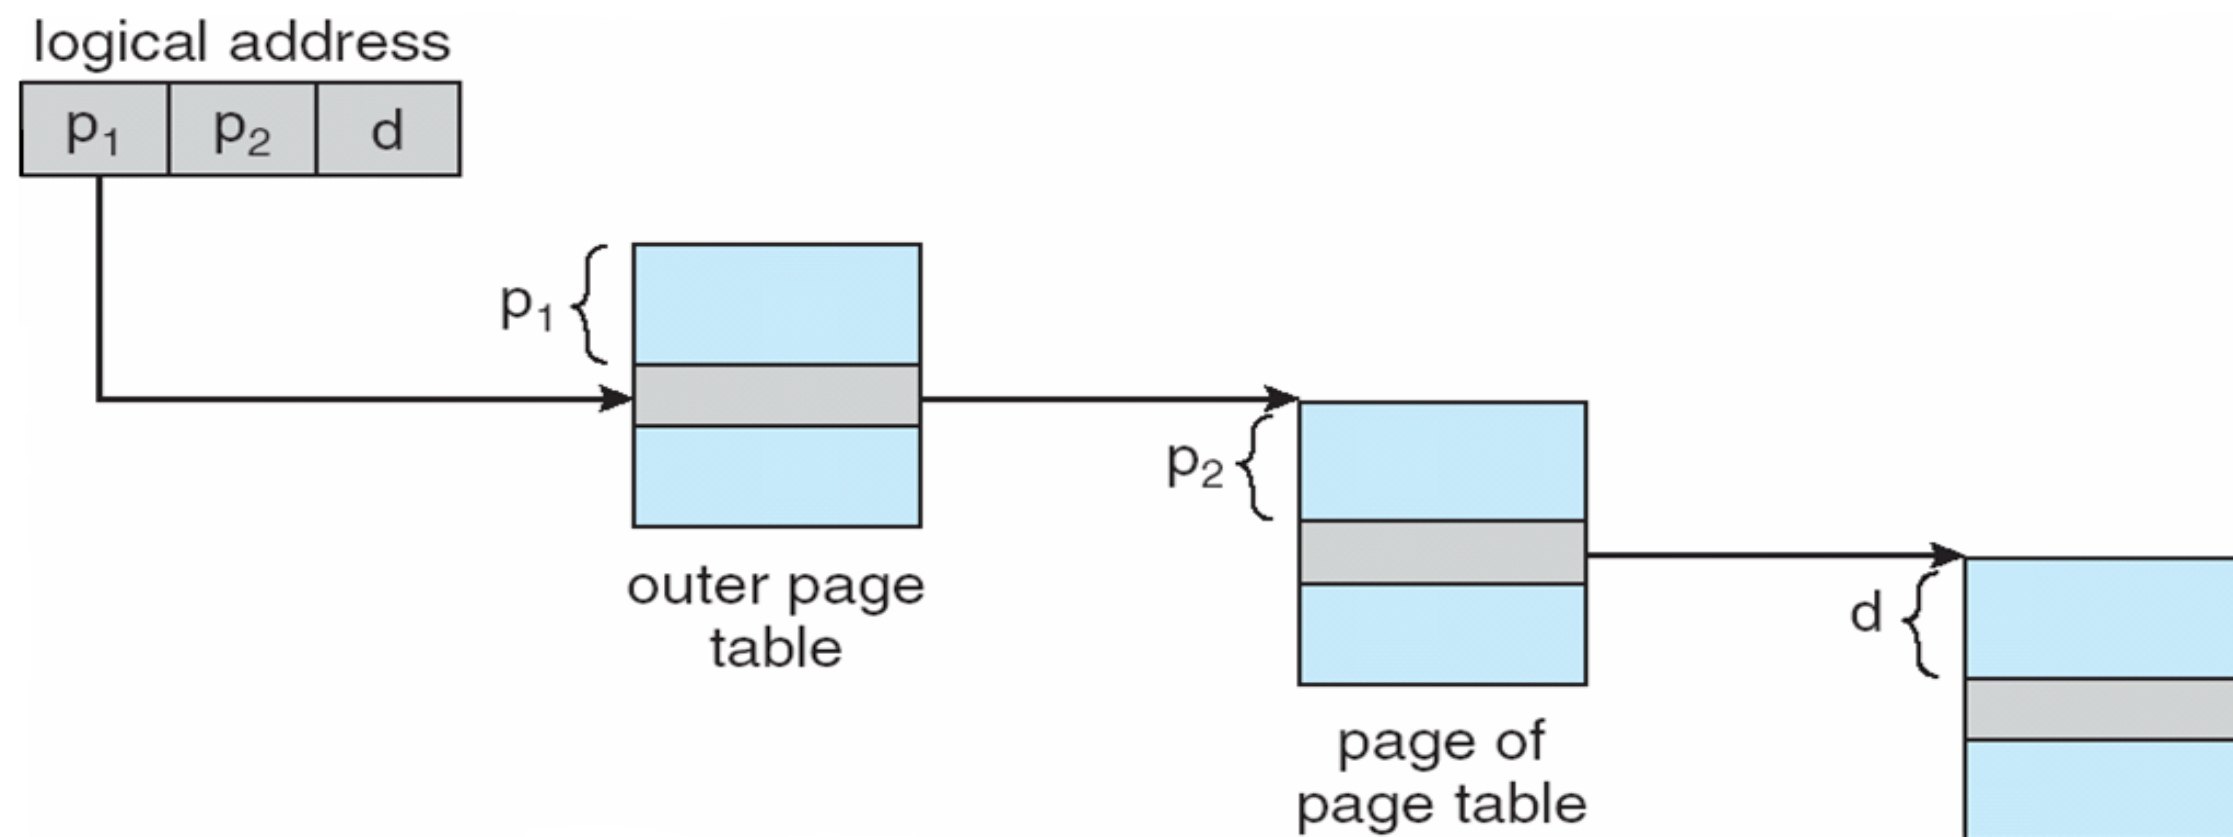 logical address
p₁ p₂ d
p₁
outer page
table
p₂
page of
page table
d